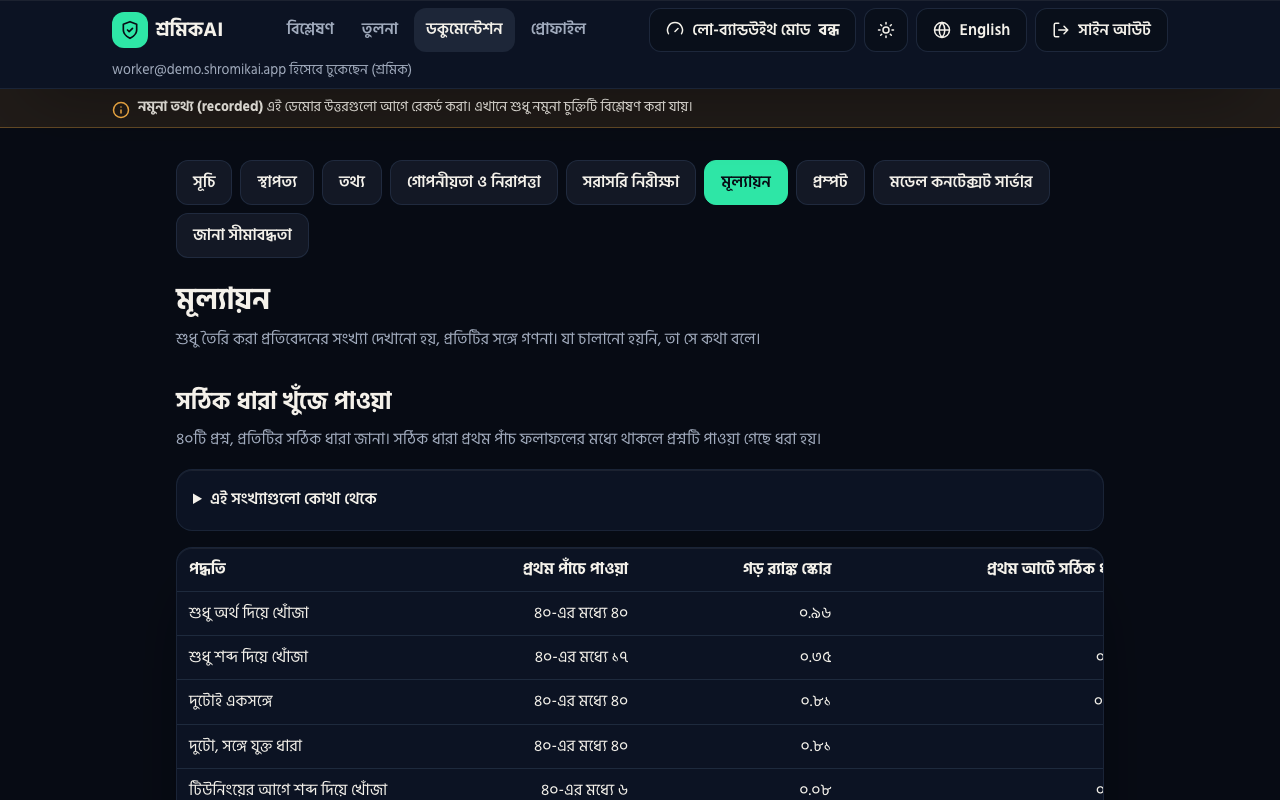 শ্রমিকAI
বিশ্লেষণ
তুলনা
ডকুমেন্টেশন
প্রোফাইল
লো-ব্যান্ডউইথ মোড বন্ধ
English
সাইন আউট
worker@demo.shromikai.app হিসেবে ঢুকেছেন (শ্রমিক)
নমুনা তথ্য (recorded) এই ডেমোর উত্তরগুলো আগে রেকর্ড করা। এখানে শুধু নমুনা চুক্তিটি বিশ্লেষণ করা যায়।
সূচি
স্থাপত্য
তথ্য
গোপনীয়তা ও নিরাপত্তা
সরাসরি নিরীক্ষা
মূল্যায়ন
প্রম্পট
মডেল কনটেক্সট সার্ভার
জানা সীমাবদ্ধতা
মূল্যায়ন
শুধু তৈরি করা প্রতিবেদনের সংখ্যা দেখানো হয়, প্রতিটির সঙ্গে গণনা। যা চালানো হয়নি, তা সে কথা বলে।
সঠিক ধারা খুঁজে পাওয়া
৪০টি প্রশ্ন, প্রতিটির সঠিক ধারা জানা। সঠিক ধারা প্রথম পাঁচ ফলাফলের মধ্যে থাকলে প্রশ্নটি পাওয়া গেছে ধরা হয়।
এই সংখ্যাগুলো কোথা থেকে
পদ্ধতি প্রথম পাঁচে পাওয়া গড় র‍্যাঙ্ক স্কোর প্রথম আটে সঠিক
শুধু অর্থ দিয়ে খোঁজা ৪০-এর মধ্যে ৪০ ০.৯৬
শুধু শব্দ দিয়ে খোঁজা ৪০-এর মধ্যে ১৭ ০.৩৫
দুটোই একসঙ্গে ৪০-এর মধ্যে ৪০ ০.৮১
দুটো, সঙ্গে যুক্ত ধারা ৪০-এর মধ্যে ৪০ ০.৮১
টিউনিংয়ের আগে শব্দ দিয়ে খোঁজা ৪০-এর মধ্যে ৬ ০.০৮